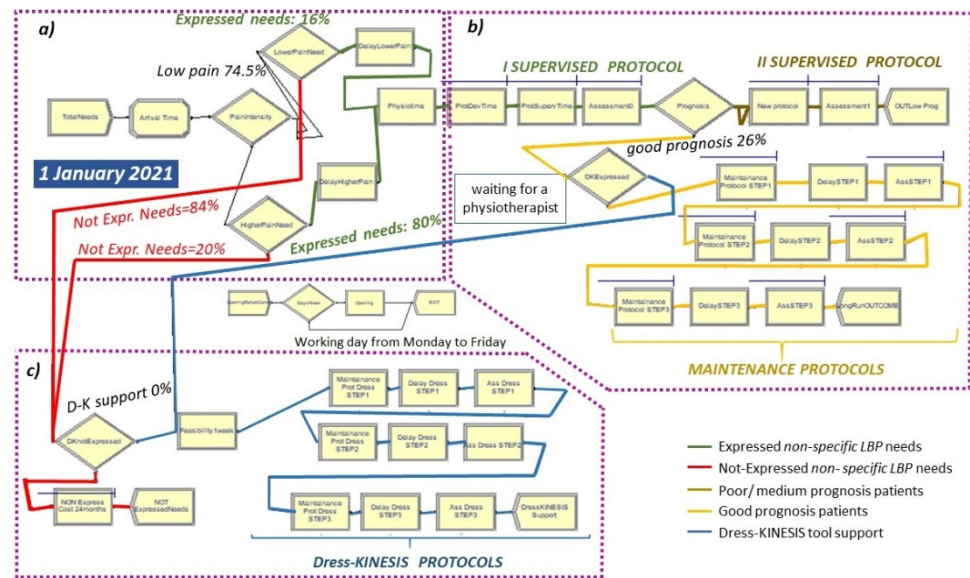 a)
Expressed needs: 16%
LowerPainNeed
DelayLowerPain
Low pain 74.5%
TotalNeeds
Arrival Time
PainIntensity
1 January 2021
Not Expr. Needs=84%
Not Expr. Needs=20%
HigherPainNeed
DelayHigherPain
Expressed needs: 80%
b)
I SUPERVISED PROTOCOL
II SUPERVISED PROTOCOL
Physiotime
ProtDevTime
ProtSupervTime
Assessment0
Prognosis
New protocol
Assessment1
OUTLow Prog
good prognosis 26%
DKExpressed
waiting for a
physiotherapist
Maintainance
Protocol STEP1
DelaySTEP1
AssSTEP1
Maintainance
Protocol STEP2
DelaySTEP2
AssSTEP2
Maintainance
Protocol STEP3
DelaySTEP3
AssSTEP3
ongRunOUTCOME
MAINTENANCE PROTOCOLS
Opening
EXIT
Working day from Monday to Friday
c)
D-K support 0%
DKnotExpressed
Feasibility1week
NON Express
Cost 24months
NOT
ExpressedNeeds
Maintainance
Prot Dress
STEP1
Delay Dress
STEP1
Ass Dress
STEP1
Maintainance
Prot Dress
STEP2
Delay Dress
STEP2
Ass Dress STEP2
Maintainance
Prot Dress
STEP3
Delay Dress
STEP3
Ass Dress
STEP3
DressKINESIS
Support
Dress-KINESIS PROTOCOLS
Expressed non-specific LBP needs
Not-Expressed non- specific LBP needs
Poor/ medium prognosis patients
Good prognosis patients
Dress-KINESIS tool support